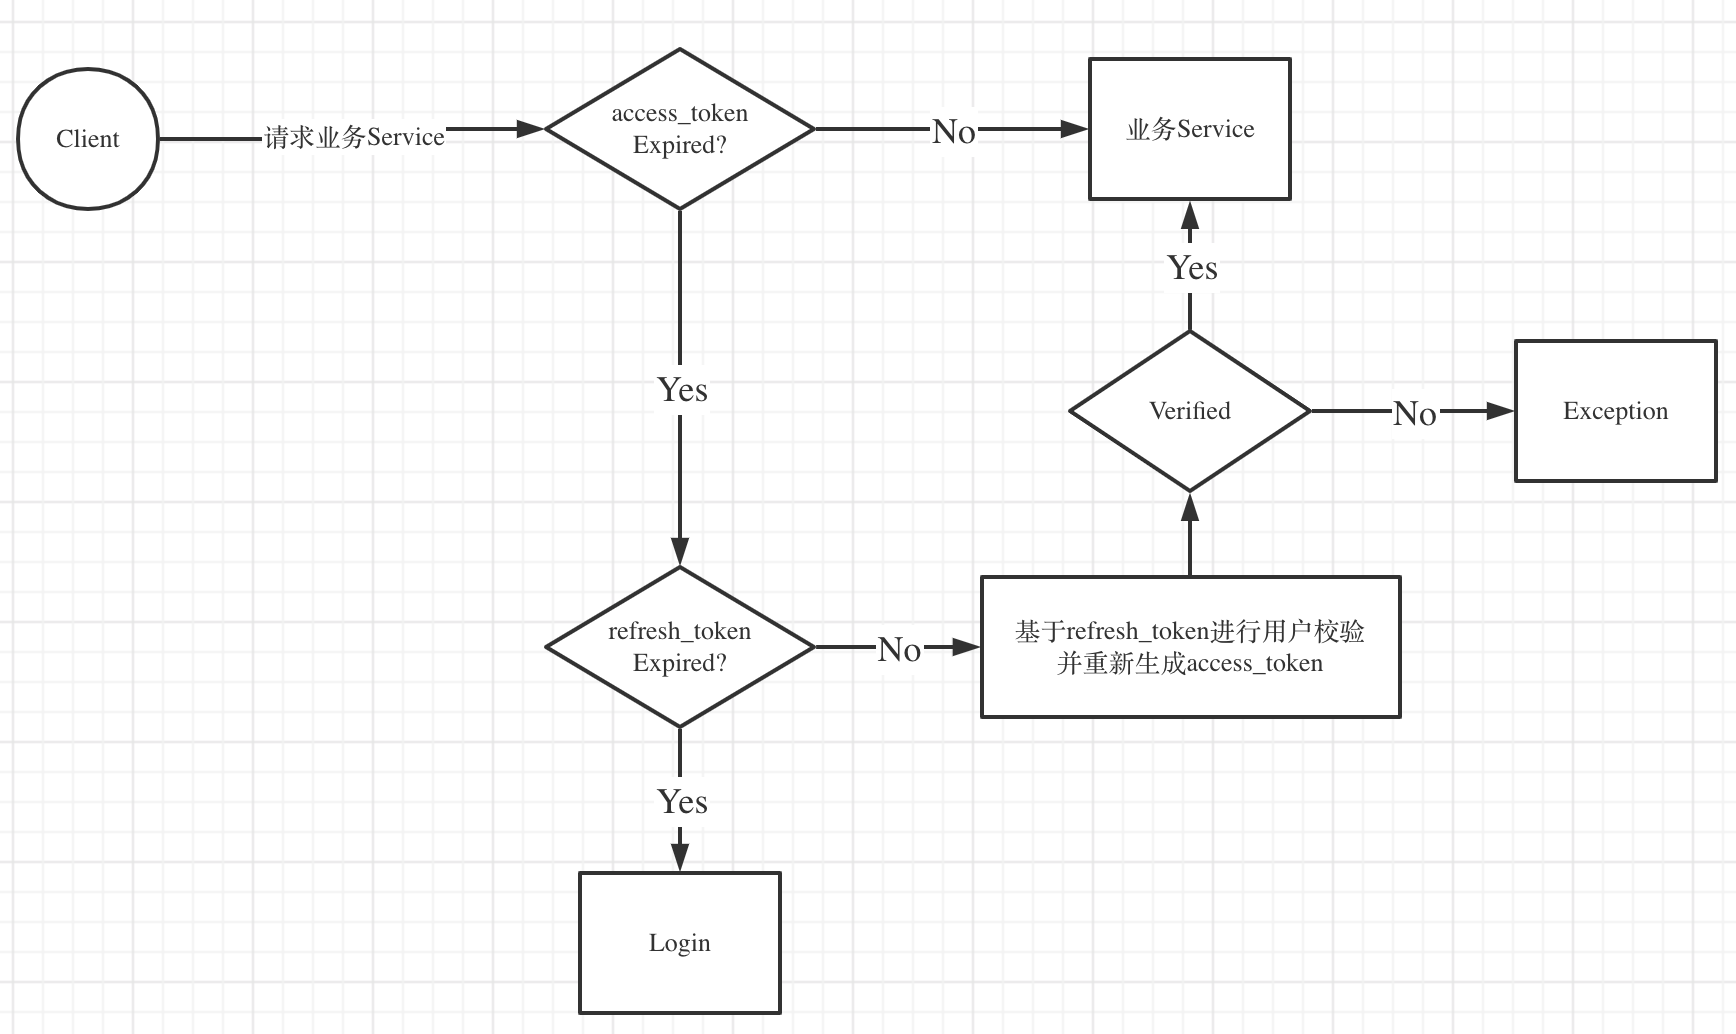 Client
请求业务Service
access_token
Expired?
No
业务Service
Yes
Yes
Verified
No
Exception
refresh_token
Expired?
No
基于refresh_token进行用户校验
并重新生成access_token
Yes
Login